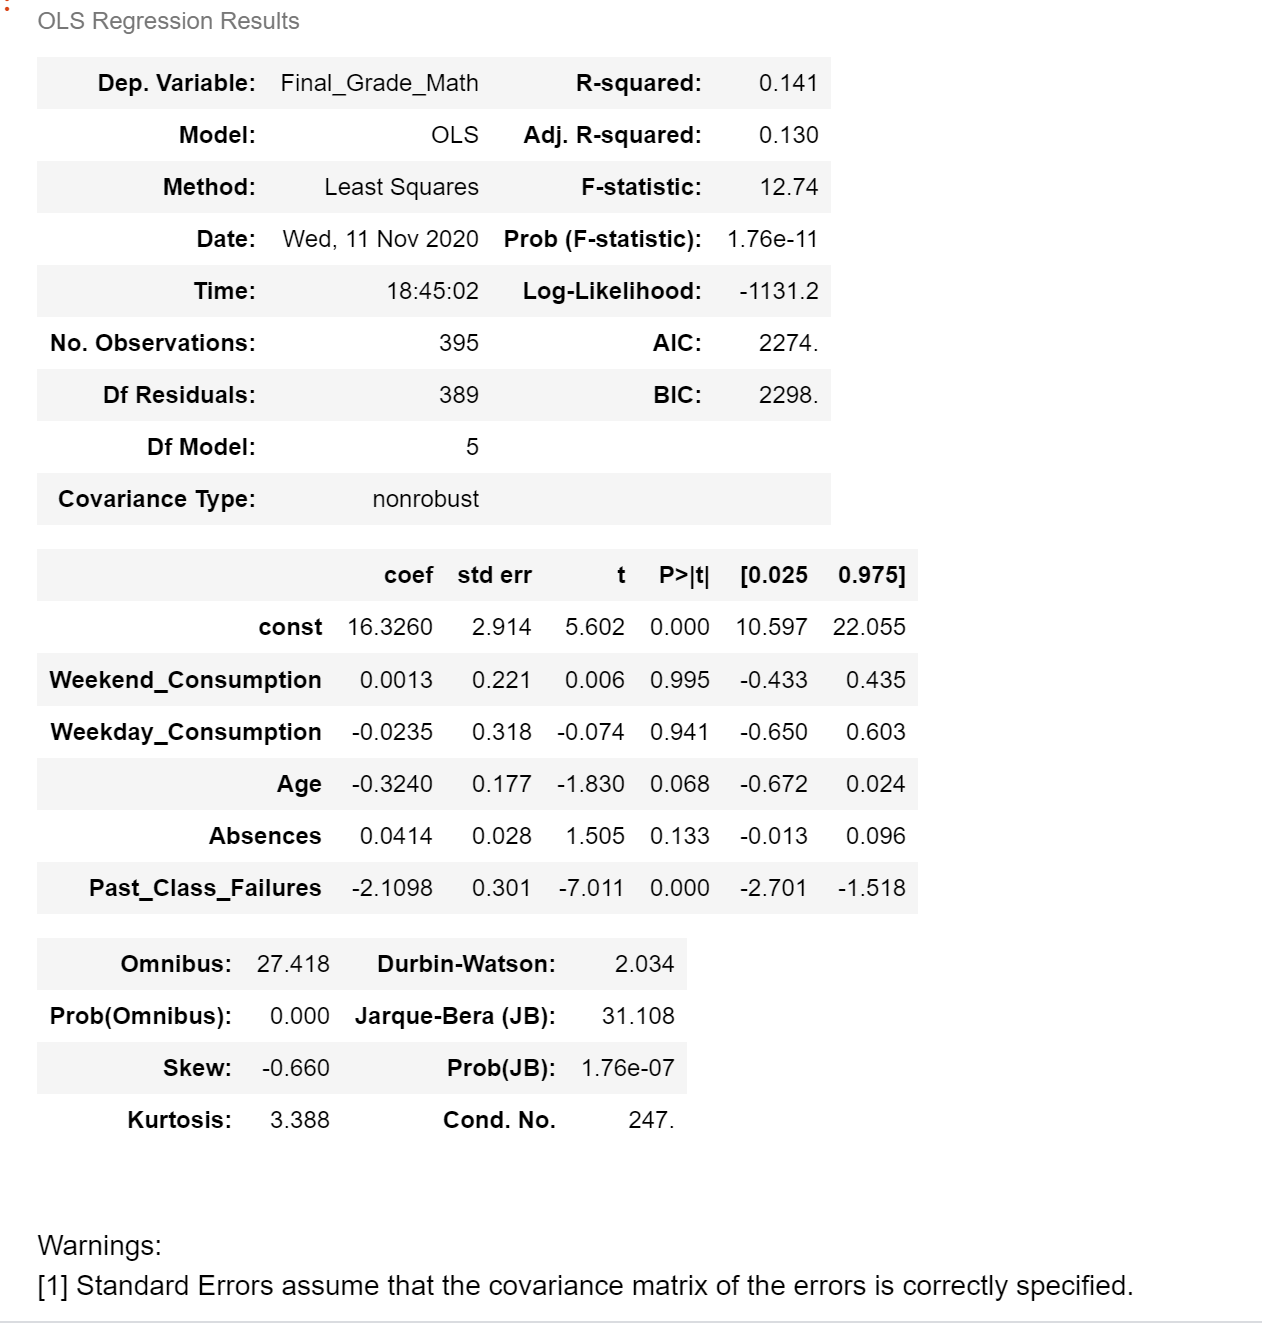 OLS Regression Results
Dep. Variable: Final_Grade_Math R-squared: 0.141
Model: OLS Adj. R-squared: 0.130
Method: Least Squares F-statistic: 12.74
Date: Wed, 11 Nov 2020 Prob (F-statistic): 1.76e-11
Time: 18:45:02 Log-Likelihood: -1131.2
No. Observations: 395 AIC: 2274.
Df Residuals: 389 BIC: 2298.
Df Model: 5
Covariance Type: nonrobust
coef std err t P>|t| [0.025 0.975]
const 16.3260 2.914 5.602 0.000 10.597 22.055
Weekend_Consumption 0.0013 0.221 0.006 0.995 -0.433 0.435
Weekday_Consumption -0.0235 0.318 -0.074 0.941 -0.650 0.603
Age -0.3240 0.177 -1.830 0.068 -0.672 0.024
Absences 0.0414 0.028 1.505 0.133 -0.013 0.096
Past_Class_Failures -2.1098 0.301 -7.011 0.000 -2.701 -1.518
Omnibus: 27.418 Durbin-Watson: 2.034
Prob(Omnibus): 0.000 Jarque-Bera (JB): 31.108
Skew: -0.660 Prob(JB): 1.76e-07
Kurtosis: 3.388 Cond. No. 247.
Warnings:
[1] Standard Errors assume that the covariance matrix of the errors is correctly specified.